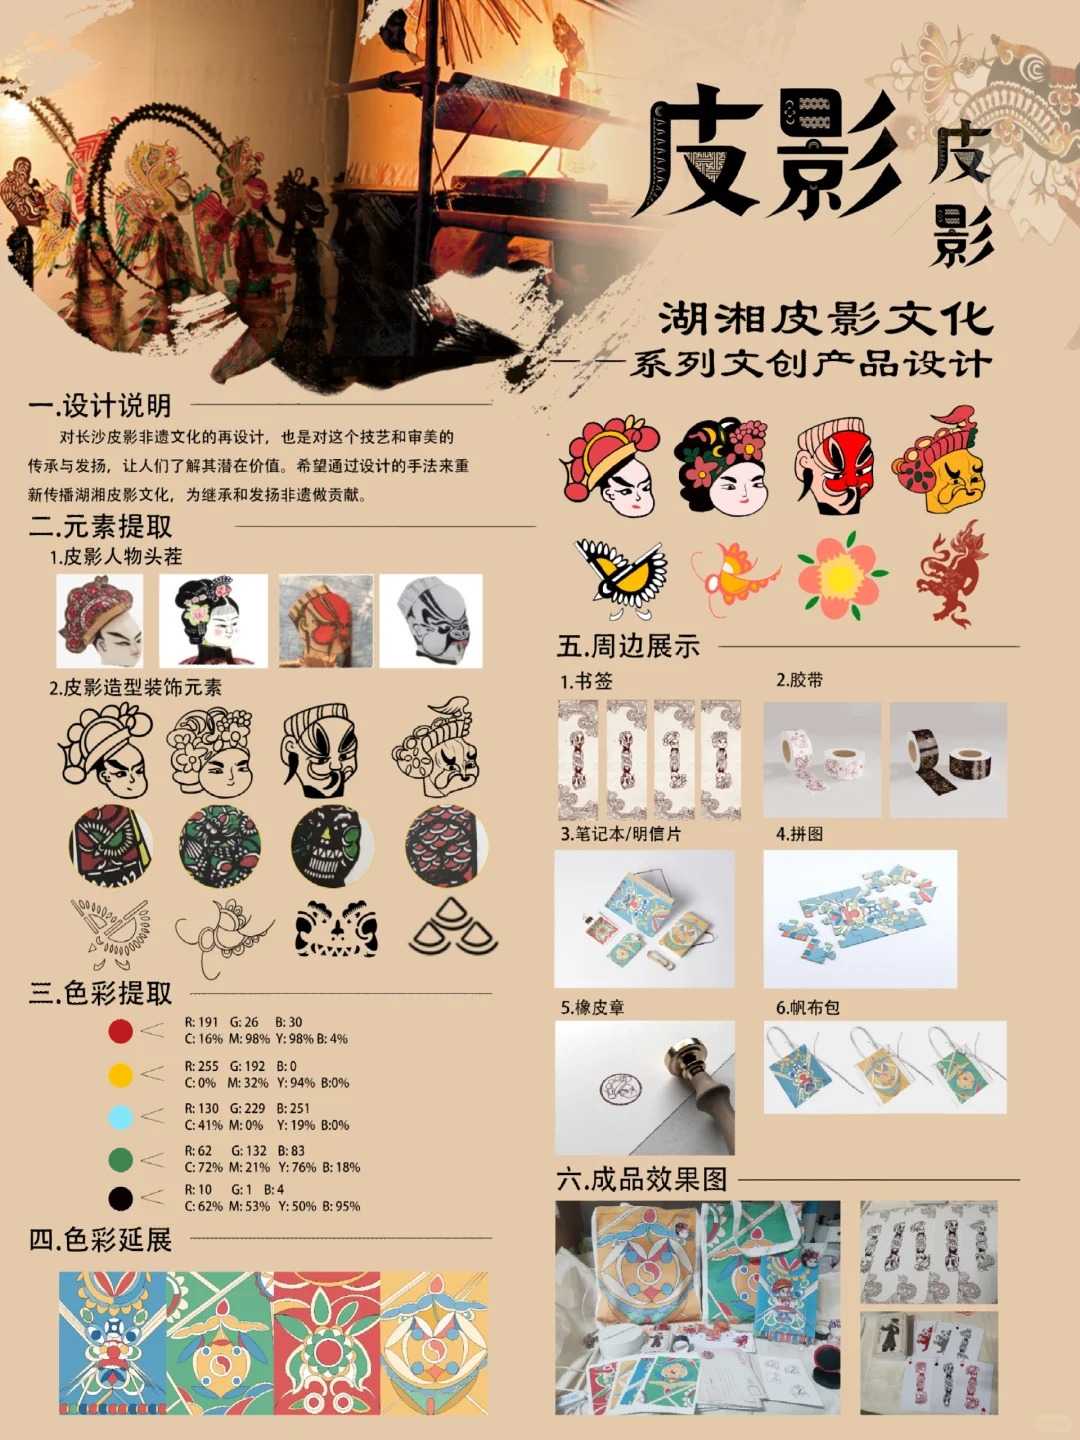 皮影
皮影
湖湘皮影文化
——系列文创产品设计
一.设计说明
对长沙皮影非遗文化的再设计，也是对这个技艺和审美的
传承与发扬，让人们了解其潜在价值。希望通过设计的手法来重
新传播湖湘皮影文化，为继承和发扬非遗做贡献。
二.元素提取
1.皮影人物头茬
2.皮影造型装饰元素
三.色彩提取
R: 191 G: 26 B: 30
C: 16% M: 98% Y: 98% B: 4%
R: 255 G: 192 B: 0
C: 0% M: 32% Y: 94% B:0%
R: 130 G: 229 B: 251
C: 41% M: 0% Y: 19% B:0%
R: 62 G: 132 B: 83
C: 72% M: 21% Y: 76% B: 18%
R: 10 G: 1 B: 4
C: 62% M: 53% Y: 50% B: 95%
四.色彩延展
五.周边展示
1.书签
2.胶带
3.笔记本/明信片
4.拼图
5.橡皮章
6.帆布包
六.成品效果图